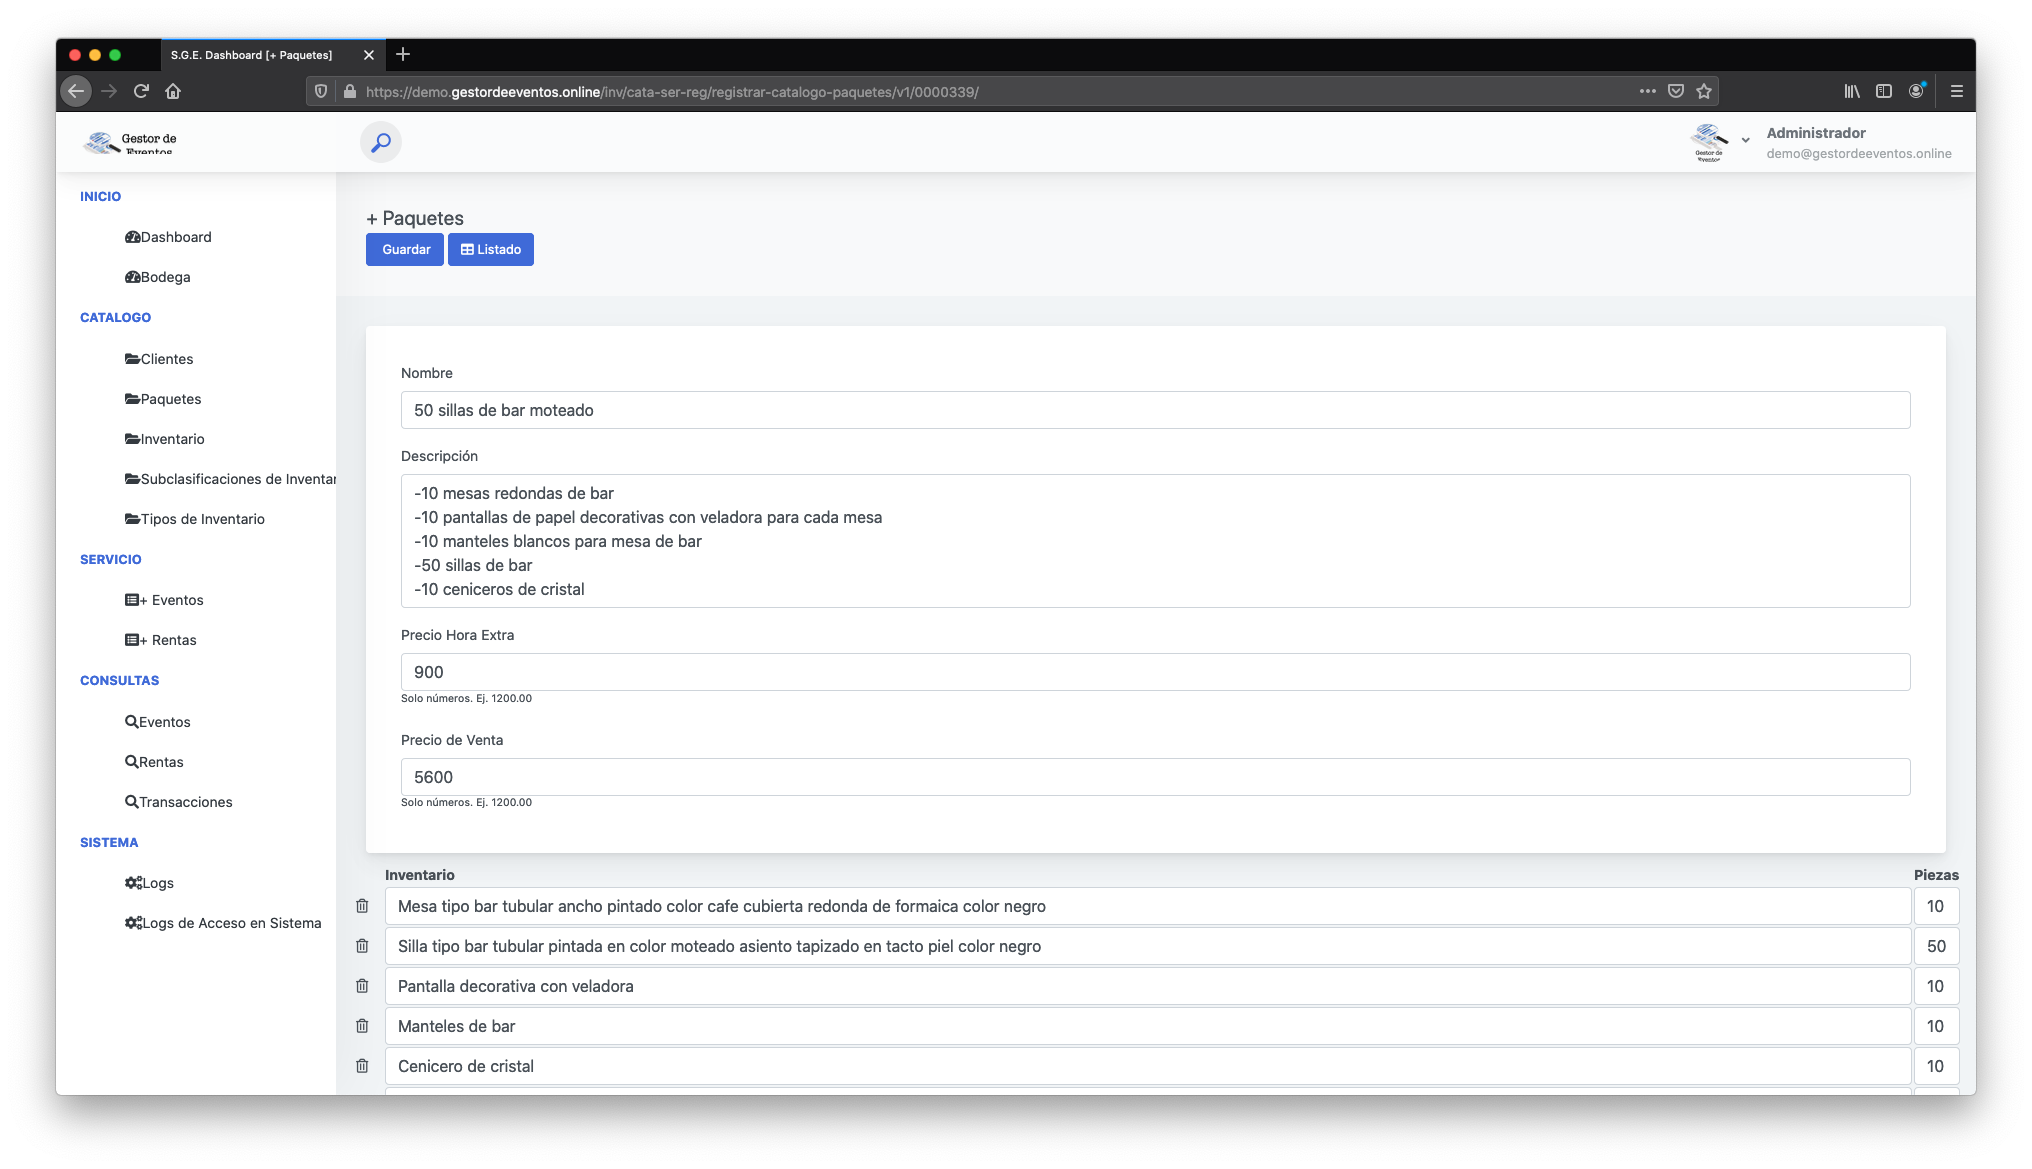 S.G.E. Dashboard [+ Paquetes]
https://demo.gestordeeventos.online/inv/cata-ser-reg/registrar-catalogo-paquetes/v1/0000339/
Gestor de
Eventos
Gestor de
Eventos
Administrador
demo@gestordeeventos.online
INICIO
Dashboard
Bodega
CATALOGO
Clientes
Paquetes
Inventario
Subclasificaciones de Inventar
Tipos de Inventario
SERVICIO
+ Eventos
+ Rentas
CONSULTAS
Eventos
Rentas
Transacciones
SISTEMA
Logs
Logs de Acceso en Sistema
+ Paquetes
Guardar
Listado
Nombre
50 sillas de bar moteado
Descripción
-10 mesas redondas de bar
-10 pantallas de papel decorativas con veladora para cada mesa
-10 manteles blancos para mesa de bar
-50 sillas de bar
-10 ceniceros de cristal
Precio Hora Extra
900
Solo números. Ej. 1200.00
Precio de Venta
5600
Solo números. Ej. 1200.00
Inventario Piezas
Mesa tipo bar tubular ancho pintado color cafe cubierta redonda de formaica color negro 10
Silla tipo bar tubular pintada en color moteado asiento tapizado en tacto piel color negro 50
Pantalla decorativa con veladora 10
Manteles de bar 10
Cenicero de cristal 10